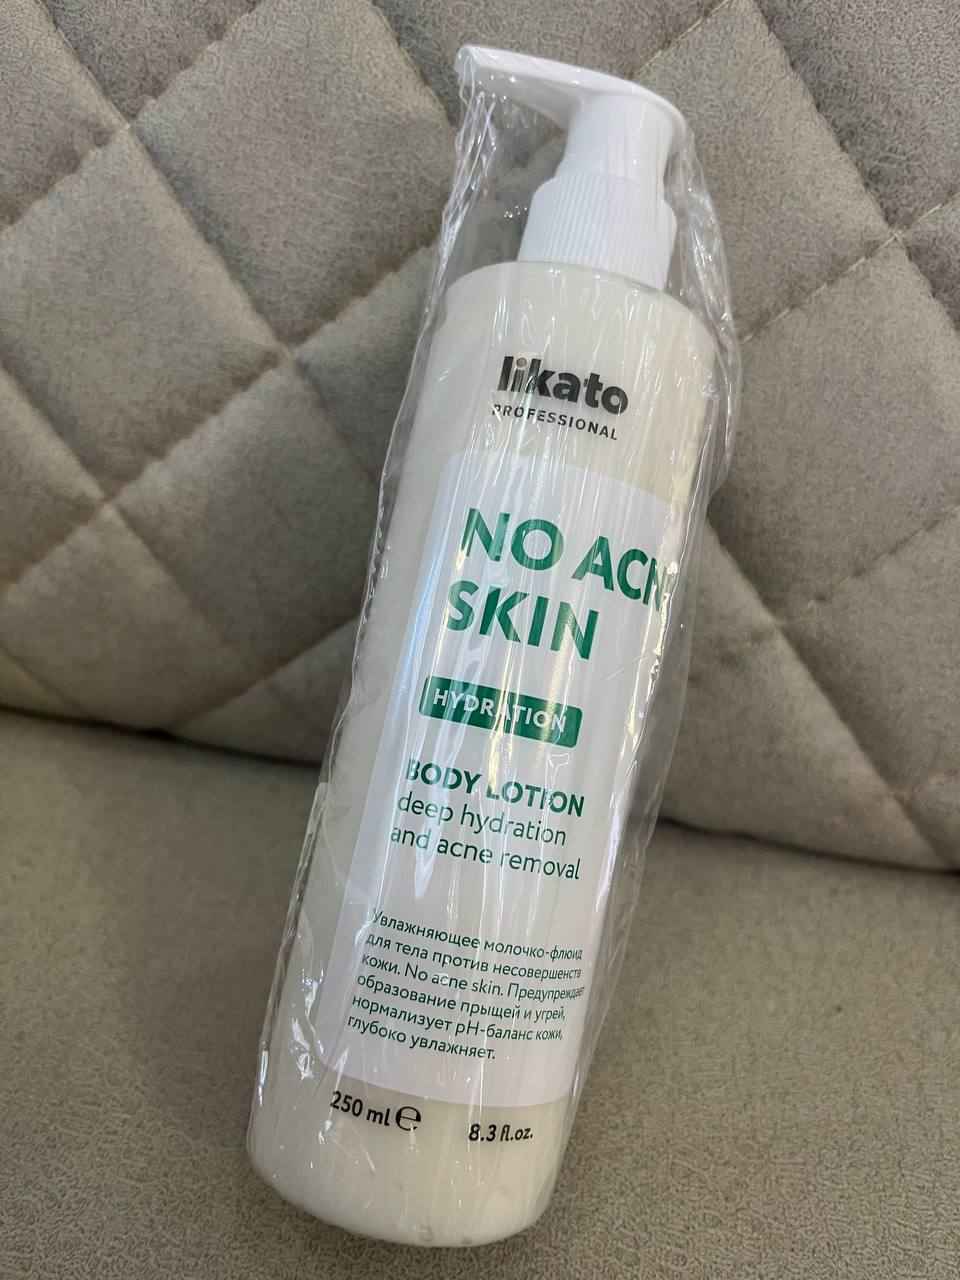 likato
PROFESSIONAL
NO ACN
SKIN
HYDRATION
BODY LOTION
deep hydration
and acne removal
Увлажняющее молочко-флюид
для тела против несовершенств
кожи. No acne skin. Предупреждает
образование прыщей и угрей,
нормализует pH-баланс кожи,
глубоко увлажняет.
250 ml ℮
8.3 fl.oz.